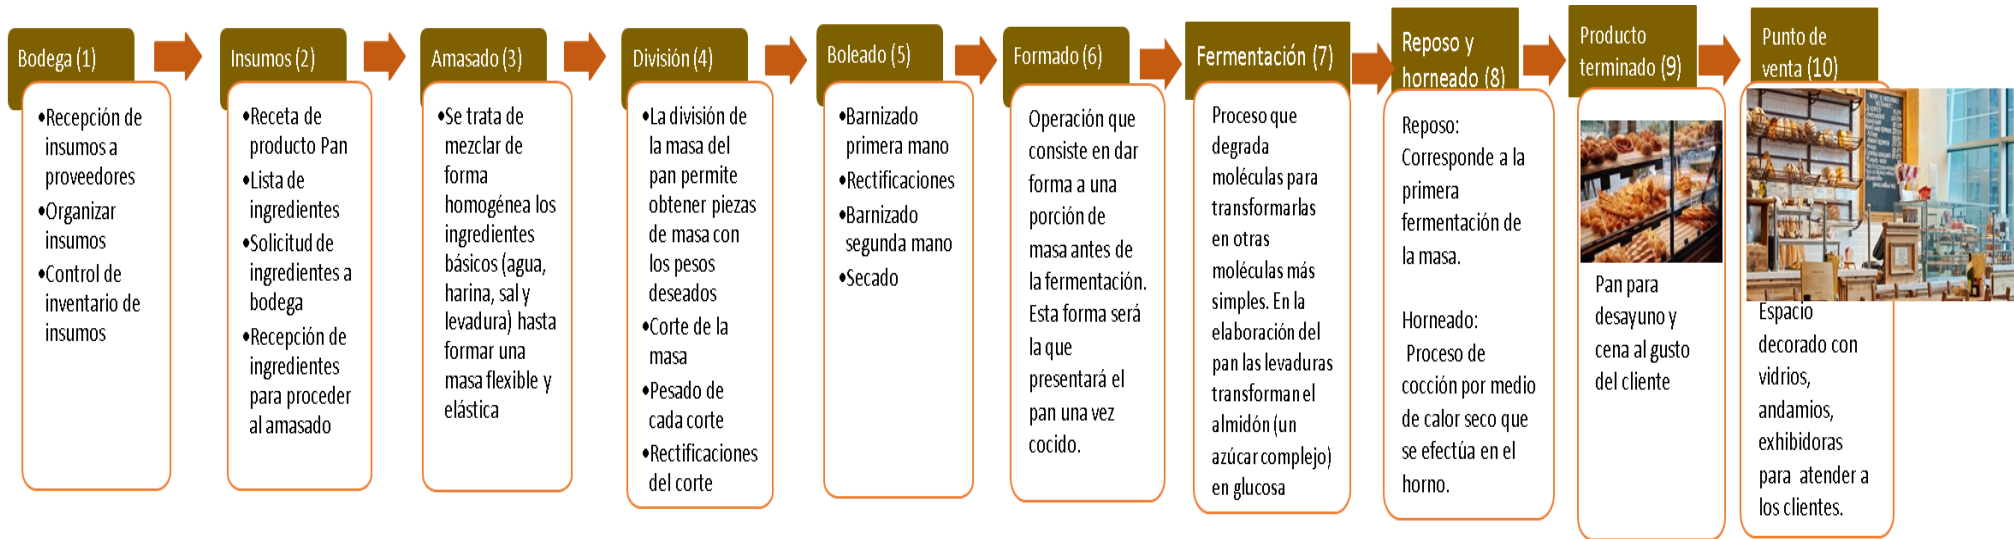 Bodega (1)
•Recepción de
insumos a
proveedores
•Organizar
insumos
•Control de
inventario de
insumos
Insumos (2)
•Receta de
producto Pan
•Lista de
ingredientes
•Solicitud de
ingredientes a
bodega
•Recepción de
ingredientes
para proceder
al amasado
Amasado (3)
•Se trata de
mezclar de
forma
homogénea los
ingredientes
básicos (agua,
harina, sal y
levadura) hasta
formar una
masa flexible y
elástica
División (4)
•La división de
la masa del
pan permite
obtener piezas
de masa con
los pesos
deseados
•Corte de la
masa
•Pesado de
cada corte
•Rectificaciones
del corte
Boleado (5)
•Barnizado
primera mano
•Rectificaciones
•Barnizado
segunda mano
•Secado
Formado (6)
Operación que
consiste en dar
forma a una
porción de
masa antes de
la fermentación.
Esta forma será
la que
presentará el
pan una vez
cocido.
Fermentación (7)
Proceso que
degrada
moléculas para
transformarlas
en otras
moléculas más
simples. En la
elaboración del
pan las levaduras
transforman el
almidón (un
azúcar complejo)
en glucosa
Reposo y
horneado (8)
Reposo:
Corresponde a la
primera
fermentación de
la masa.
Horneado:
Proceso de
cocción por medio
de calor seco que
se efectúa en el
horno.
Producto
terminado (9)
Pan para
desayuno y
cena al gusto
del cliente
Punto de
venta (10)
Espacio
decorado con
vidrios,
andamios,
exhibidoras
para atender a
los clientes.